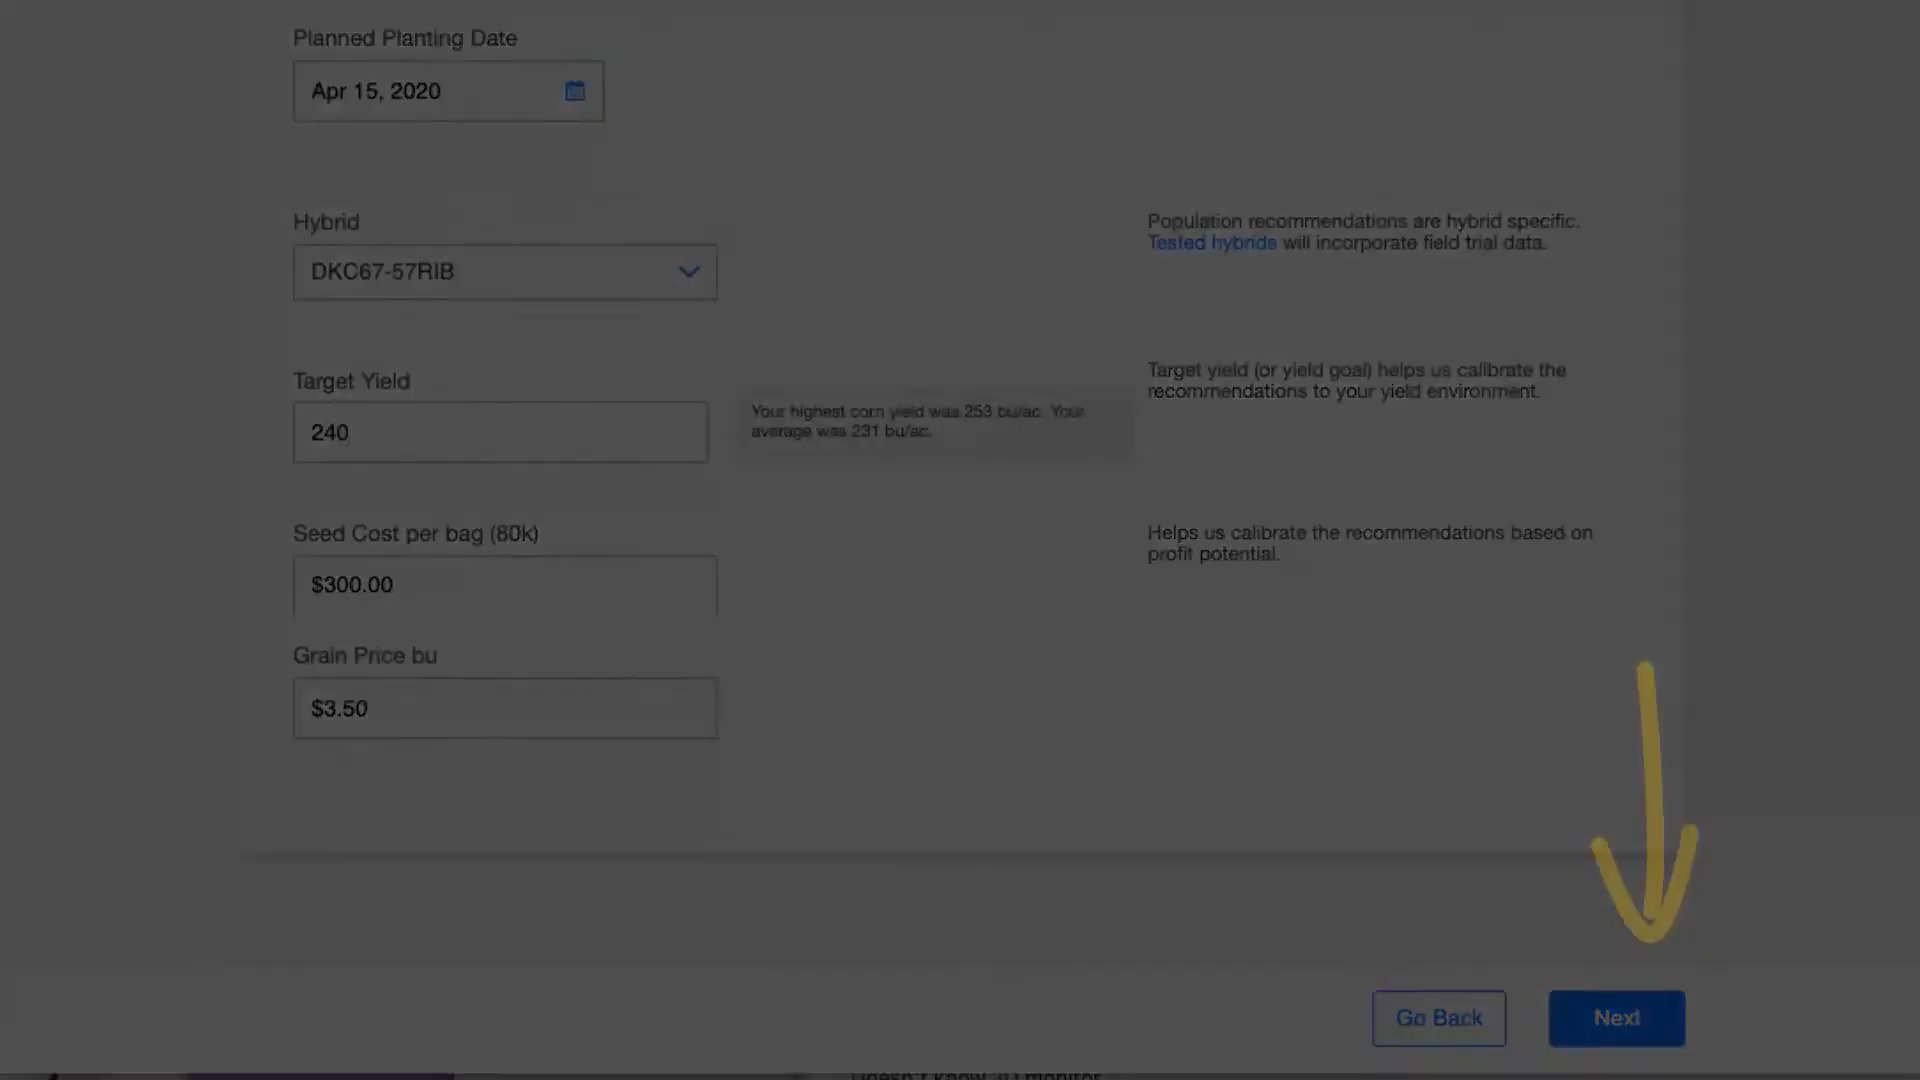 Planned Planting Date
Apr 15, 2020
Hybrid
DKC67-57RIB
Population recommendations are hybrid specific.
Tested hybrids will incorporate field trial data.
Target Yield
240
Your highest corn yield was 253 bu/ac. Your
average was 231 bu/ac.
Target yield (or yield goal) helps us calibrate the
recommendations to your yield environment.
Seed Cost per bag (80k)
$300.00
Helps us calibrate the recommendations based on
profit potential.
Grain Price bu
$3.50
Go Back
Next